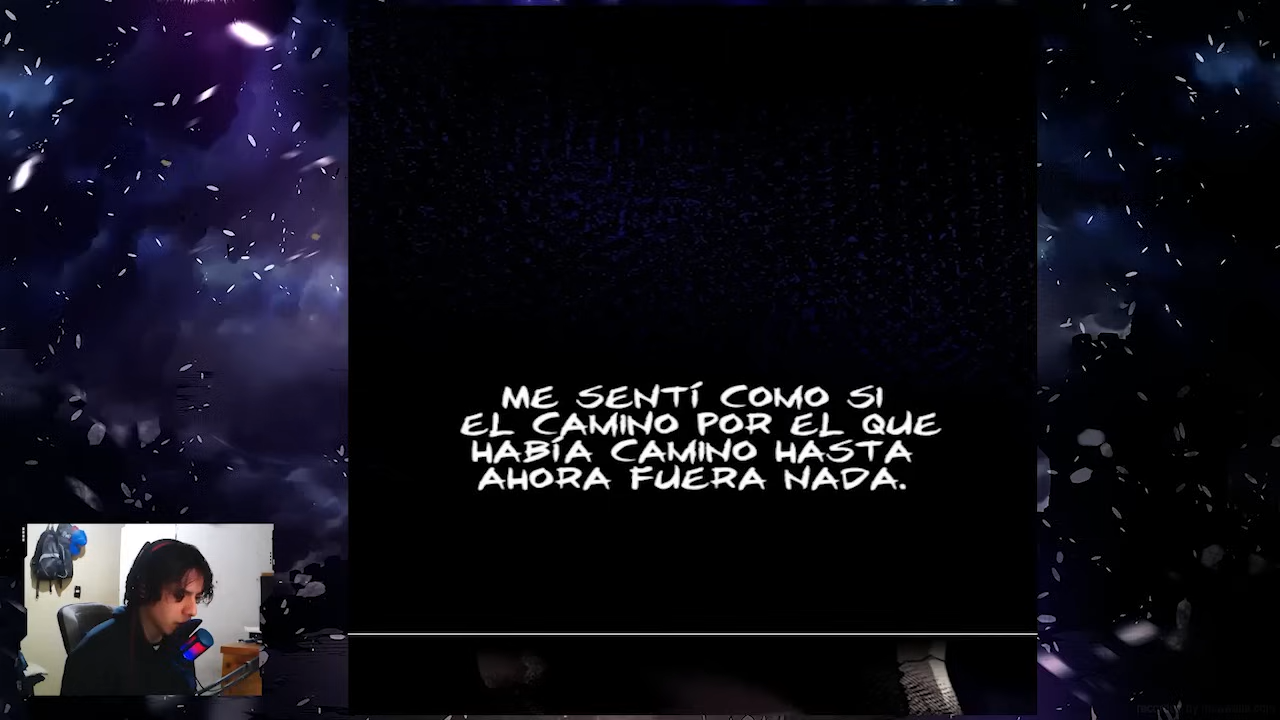 ME SENTÍ COMO SI
EL CAMINO POR EL QUE
HABÍA CAMINO HASTA
AHORA FUERA NADA.